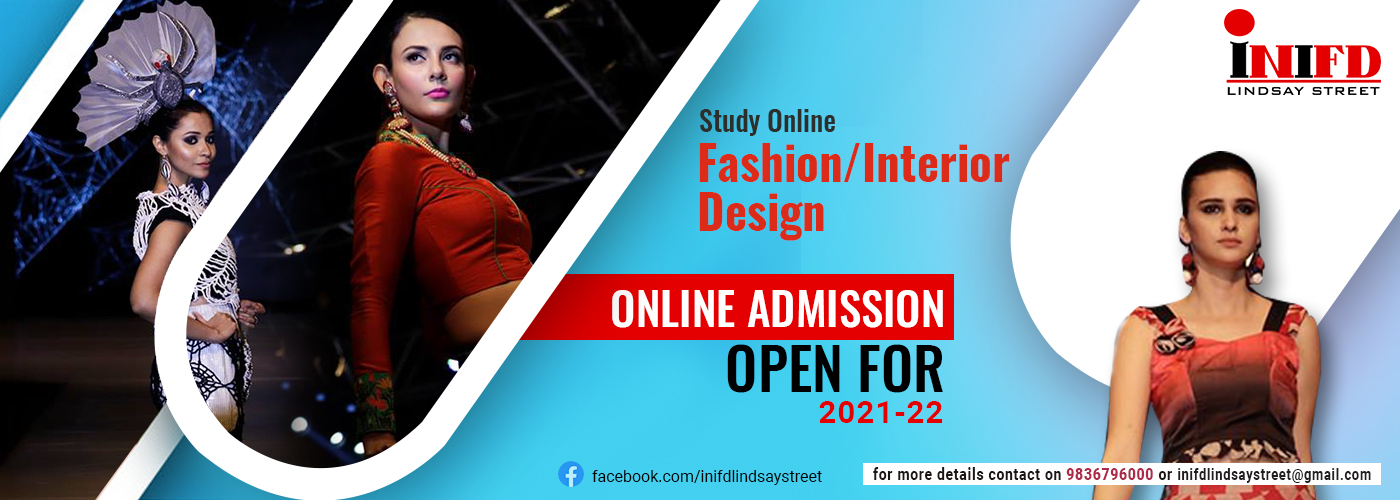 iNIFD
LINDSAY STREET
Study Online
Fashion/Interior
Design
ONLINE ADMISSION
OPEN FOR
2021-22
facebook.com/inifdlindsaystreet
for more details contact on 9836796000 or inifdlindsaystreet@gmail.com